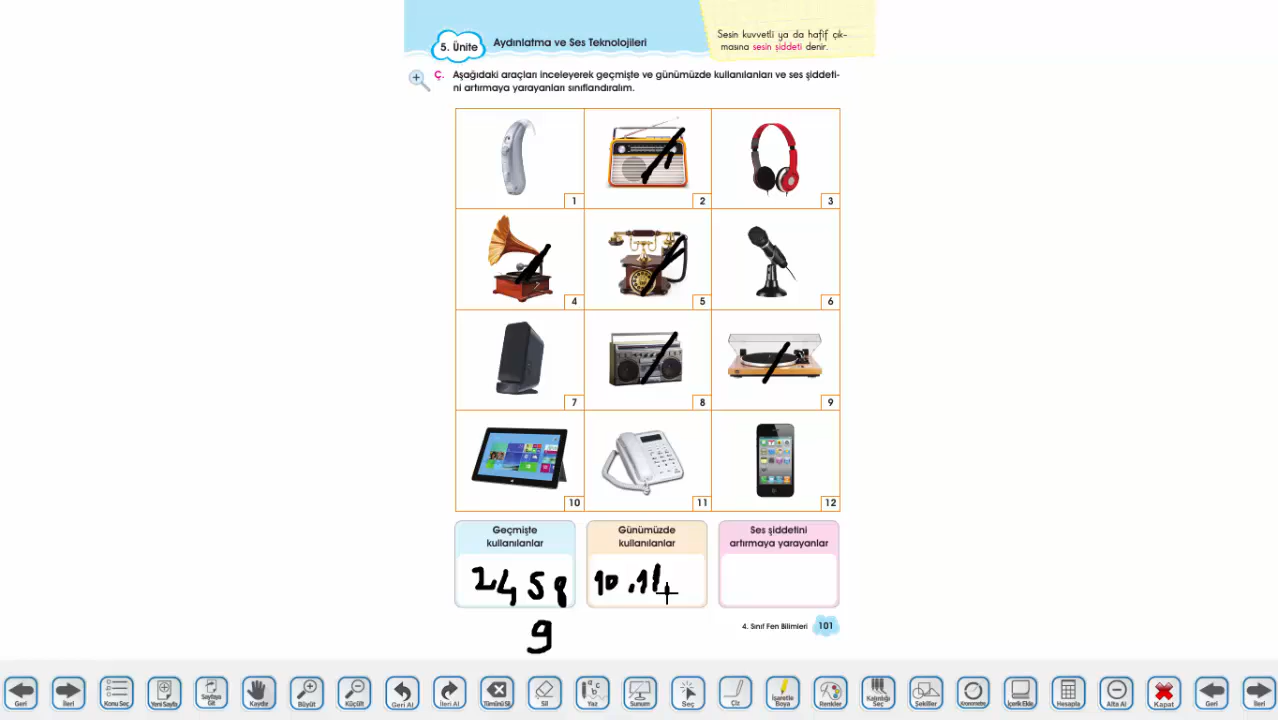 5. Ünite
Aydınlatma ve Ses Teknolojileri
Sesin kuvvetli ya da hafif çık-
masına sesin şiddeti denir.
Ç. Aşağıdaki araçları inceleyerek geçmişte ve günümüzde kullanılanları ve ses şiddeti-
ni artırmaya yarayanları sınıflandıralım.
1 2 3
4 5 6
7 8 9
10 11 12
Geçmişte
kullanılanlar
2 4 5 8
9
Günümüzde
kullanılanlar
10 . 11
Ses şiddetini
artırmaya yarayanlar
4. Sınıf Fen Bilimleri 101
Geri
İleri
Konu Seç
Yeni Sayfa
Sayfaya
Git
Kaydır
Büyüt
Küçült
Geri Al
İleri Al
Tümünü Sil
Sil
Yaz
Sunum
Seç
Çiz
İşaretle
Boya
Renkler
Kalınlığı
Seç
Şekiller
İçerik Ekle
Hesapla
Alta Al
Kapat
Geri
İleri